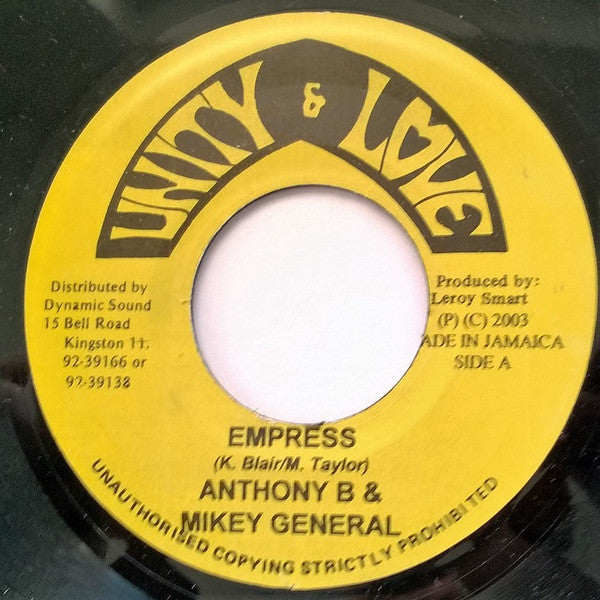 UNITY & LOVE
Distributed by
Dynamic Sound
15 Bell Road
Kingston 11.
92-39166 or
92-39138
Produced by:
Leroy Smart
(P) (C) 2003
ADE IN JAMAICA
SIDE A
EMPRESS
(K. Blair/M. Taylor)
ANTHONY B &
MIKEY GENERAL
UNAUTHORISED COPYING STRICTLY PROHIBITED